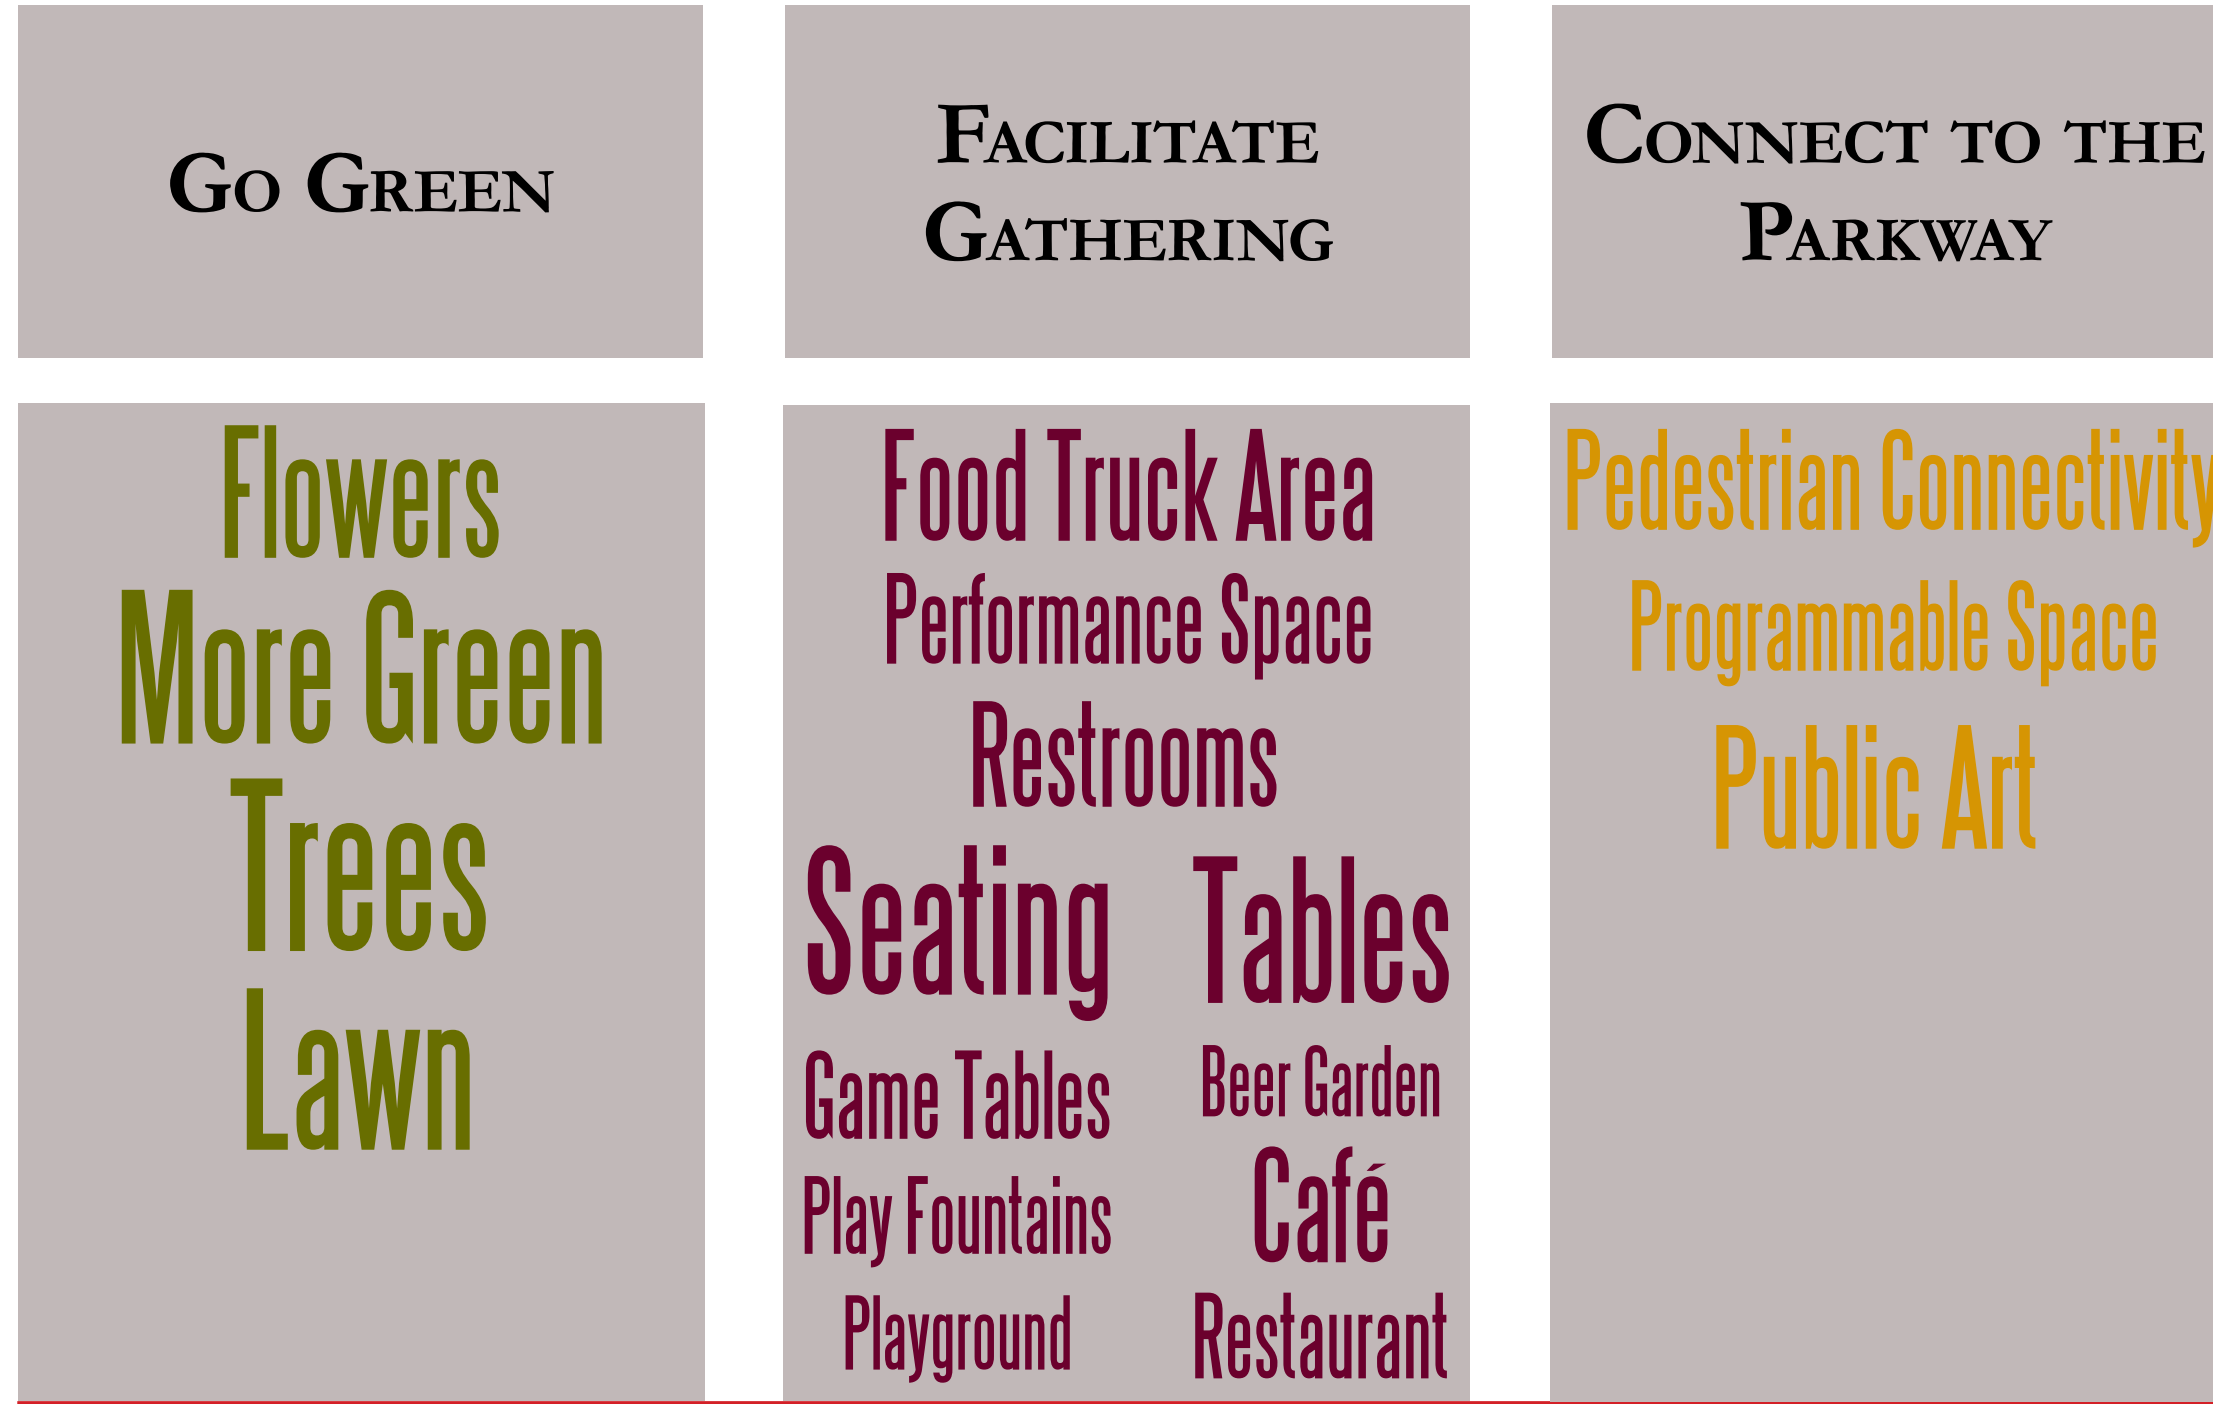 Go Green
Facilitate
Gathering
Connect to the
Parkway
Flowers
More Green
Trees
Lawn
Food Truck Area
Performance Space
Restrooms
Seating
Tables
Game Tables
Beer Garden
Play Fountains
Café
Playground
Restaurant
Pedestrian Connectivity
Programmable Space
Public Art